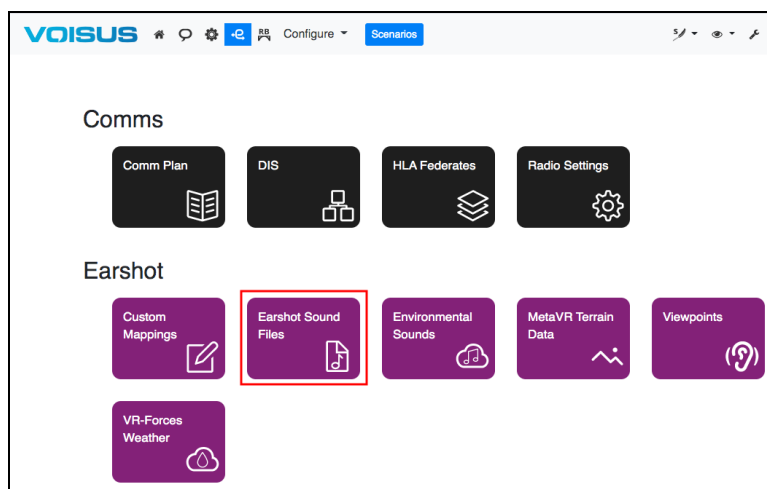 VOISUS RB Configure Scenarios S
Comms
Comm Plan DIS HLA Federates Radio Settings
Earshot
Custom Mappings
Earshot Sound Files
Environmental Sounds
MetaVR Terrain Data
Viewpoints
VR-Forces Weather